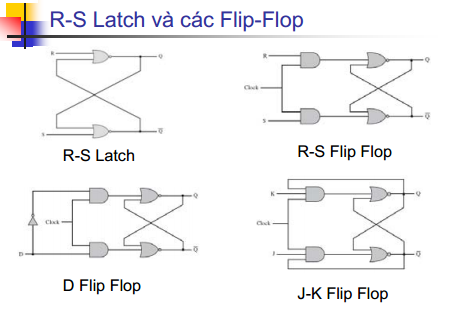 R-S Latch và các Flip-Flop
R
Q
S
Q̅
R-S Latch
R
Q
Clock
S
Q̅
R-S Flip Flop
Q
Clock
D
Q̅
D Flip Flop
K
Q
Clock
J
Q̅
J-K Flip Flop